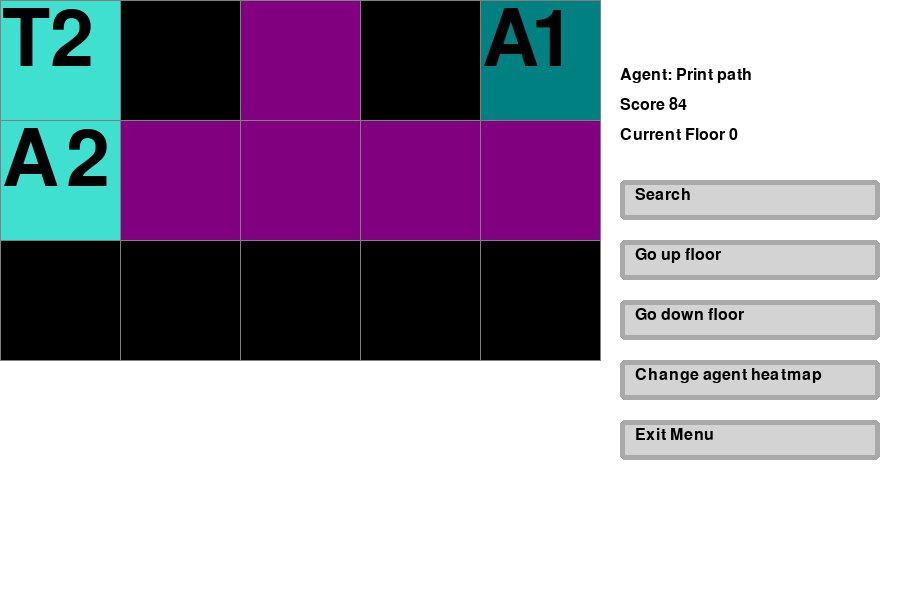 T2
A1
A 2
Agent: Print path
Score 84
Current Floor 0
Search
Go up floor
Go down floor
Change agent heatmap
Exit Menu